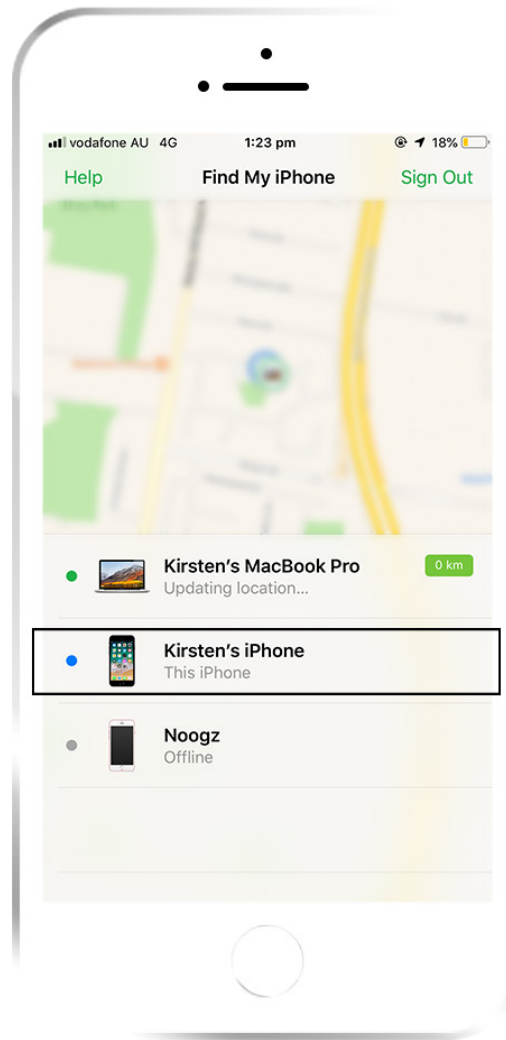 vodafone AU 4G 1:23 pm 18%
Help Find My iPhone Sign Out
Kirsten's MacBook Pro 0 km
Updating location...
Kirsten's iPhone
This iPhone
Noogz
Offline